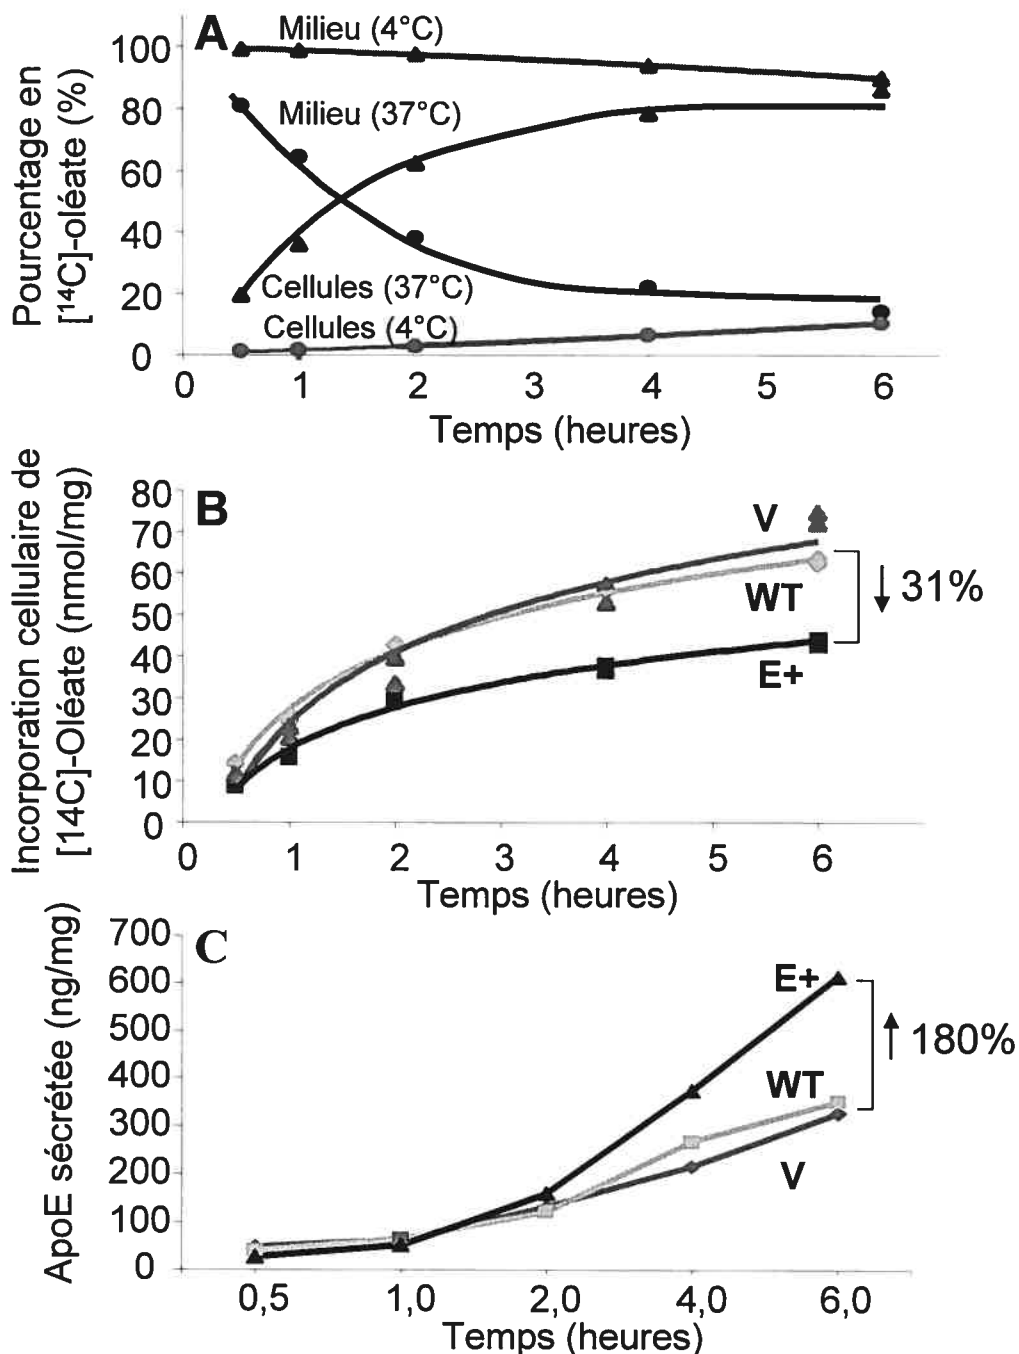 A
Pourcentage en
[¹⁴C]-oléate (%)
100
80
60
40
20
0
Milieu (4°C)
Milieu (37°C)
Cellules (37°C)
Cellules (4°C)
0 1 2 3 4 5 6
Temps (heures)
B
Incorporation cellulaire de
[14C]-Oléate (nmol/mg)
80
70
60
50
40
30
20
10
0
V
WT
E+
↓ 31%
0 1 2 3 4 5 6
Temps (heures)
C
ApoE sécrétée (ng/mg)
700
600
500
400
300
200
100
0
E+
WT
V
↑ 180%
0,5 1,0 2,0 4,0 6,0
Temps (heures)